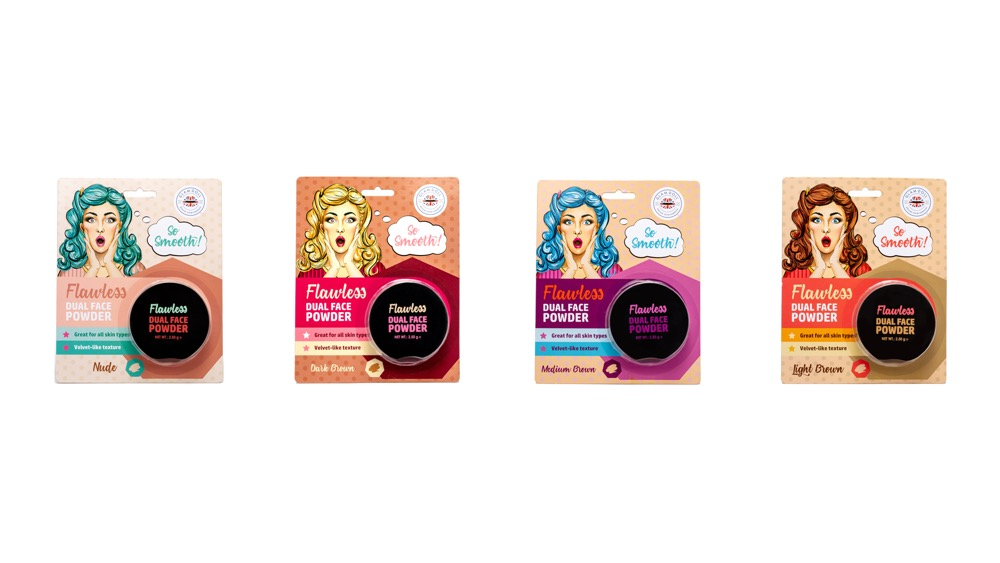 So
Smooth!
Flawless
DUAL FACE
POWDER
Great for all skin types
Velvet-like texture
Nude
Flawless
DUAL FACE
POWDER
So
Smooth!
Flawless
DUAL FACE
POWDER
Great for all skin types
Velvet-like texture
Dark Brown
Flawless
DUAL FACE
POWDER
So
Smooth!
Flawless
DUAL FACE
POWDER
Great for all skin types
Velvet-like texture
Medium Brown
Flawless
DUAL FACE
POWDER
So
Smooth!
Flawless
DUAL FACE
POWDER
Great for all skin types
Velvet-like texture
Light Brown
Flawless
DUAL FACE
POWDER